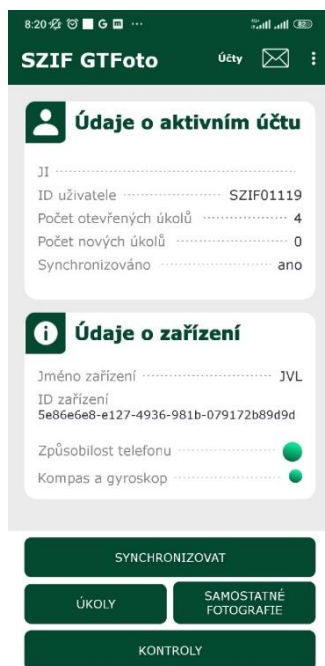 8:20 G m ... 4G+ 82
SZIF GTFoto Účty
Údaje o aktivním účtu
JI
ID uživatele SZIF01119
Počet otevřených úkolů 4
Počet nových úkolů 0
Synchronizováno ano
Údaje o zařízení
Jméno zařízení JVL
ID zařízení
5e86e6e8-e127-4936-981b-079172b89d9d
Způsobilost telefonu
Kompas a gyroskop
SYNCHRONIZOVAT
ÚKOLY
SAMOSTATNÉ
FOTOGRAFIE
KONTROLY